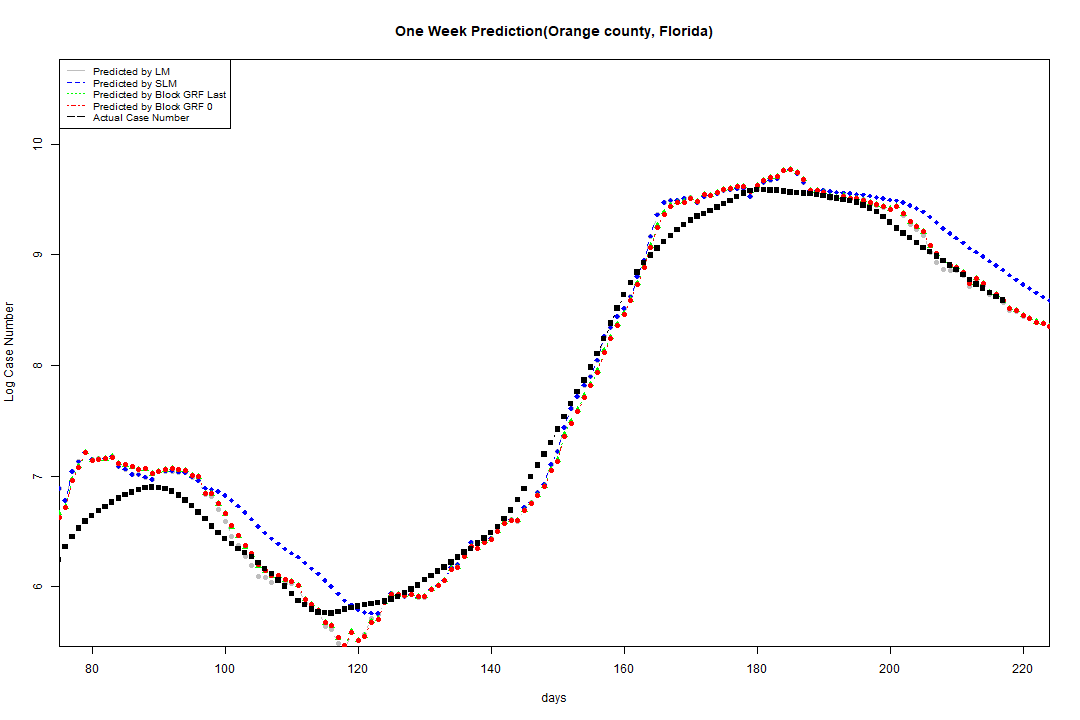 One Week Prediction(Orange county, Florida)
Predicted by LM
Predicted by SLM
Predicted by Block GRF Last
Predicted by Block GRF 0
Actual Case Number
10
9
8
7
6
Log Case Number
80 100 120 140 160 180 200 220
days